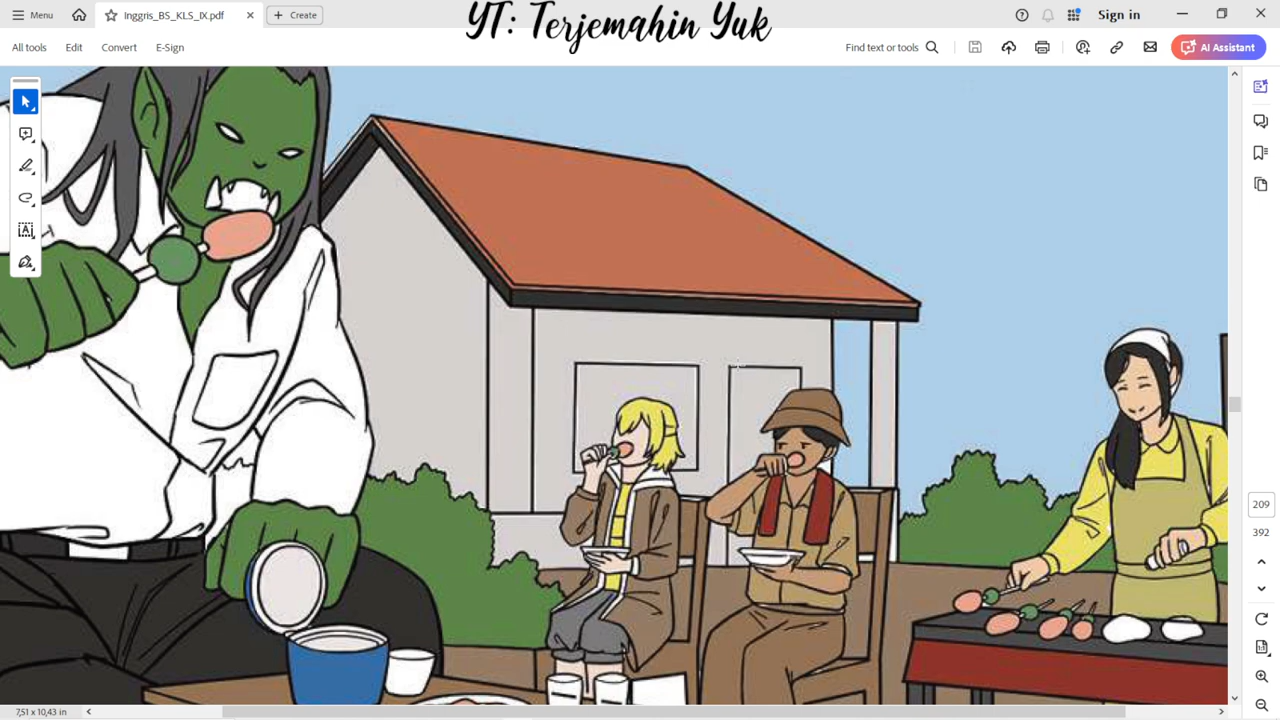 YT: Terjemahin Yuk
Menu
Inggris_BS_KLS_IX.pdf
Create
Sign in
All tools
Edit
Convert
E-Sign
Find text or tools
AI Assistant
209
392
7,51 x 10,43 in